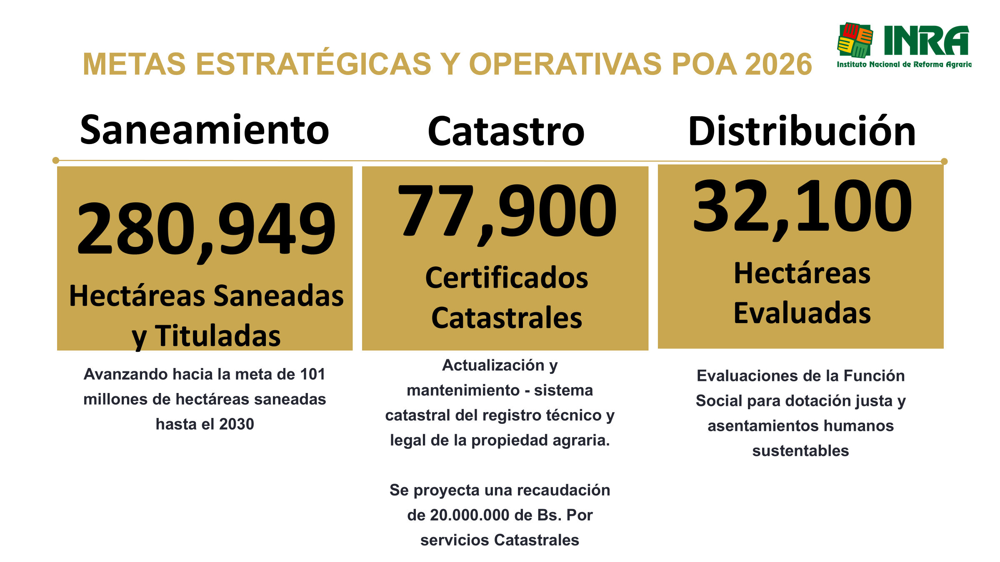 METAS ESTRATÉGICAS Y OPERATIVAS POA 2026
INRA
Instituto Nacional de Reforma Agraria
Saneamiento
280,949
Hectáreas Saneadas
y Tituladas
Avanzando hacia la meta de 101
millones de hectáreas saneadas
hasta el 2030
Catastro
77,900
Certificados
Catastrales
Actualización y
mantenimiento - sistema
catastral del registro técnico y
legal de la propiedad agraria.
Se proyecta una recaudación
de 20.000.000 de Bs. Por
servicios Catastrales
Distribución
32,100
Hectáreas
Evaluadas
Evaluaciones de la Función
Social para dotación justa y
asentamientos humanos
sustentables